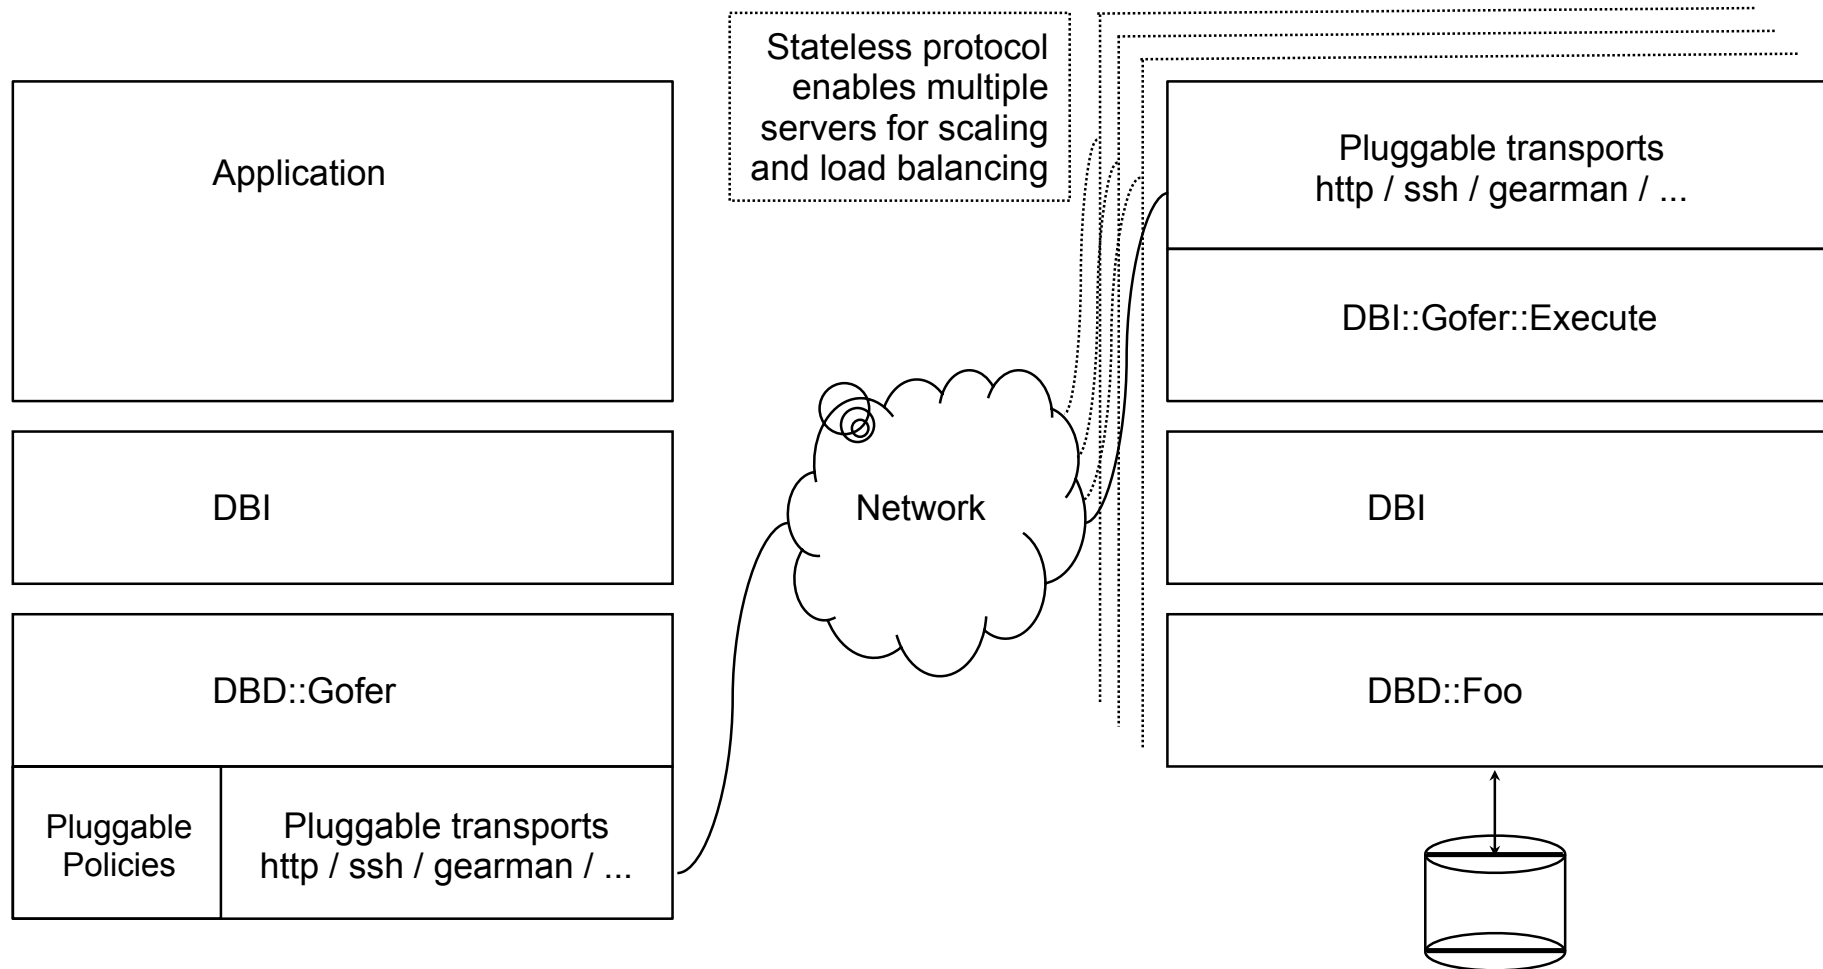 Stateless protocol
enables multiple
servers for scaling
and load balancing
Application
DBI
DBD::Gofer
Pluggable
Policies
Pluggable transports
http / ssh / gearman / ...
Network
Pluggable transports
http / ssh / gearman / ...
DBI::Gofer::Execute
DBI
DBD::Foo